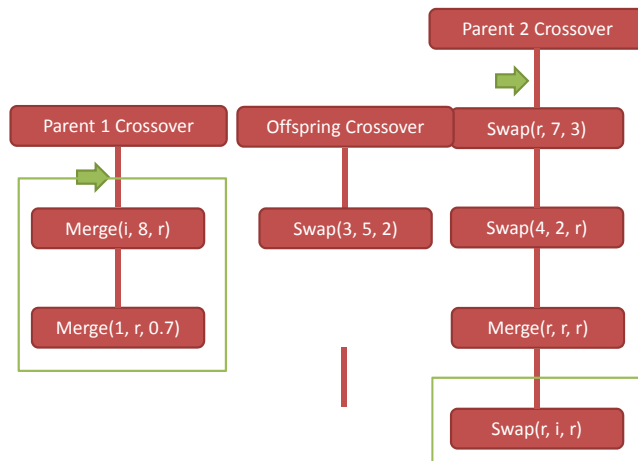 Parent 2 Crossover
Parent 1 Crossover
Offspring Crossover
Swap(r, 7, 3)
Merge(i, 8, r)
Swap(3, 5, 2)
Swap(4, 2, r)
Merge(1, r, 0.7)
Merge(r, r, r)
Swap(r, i, r)